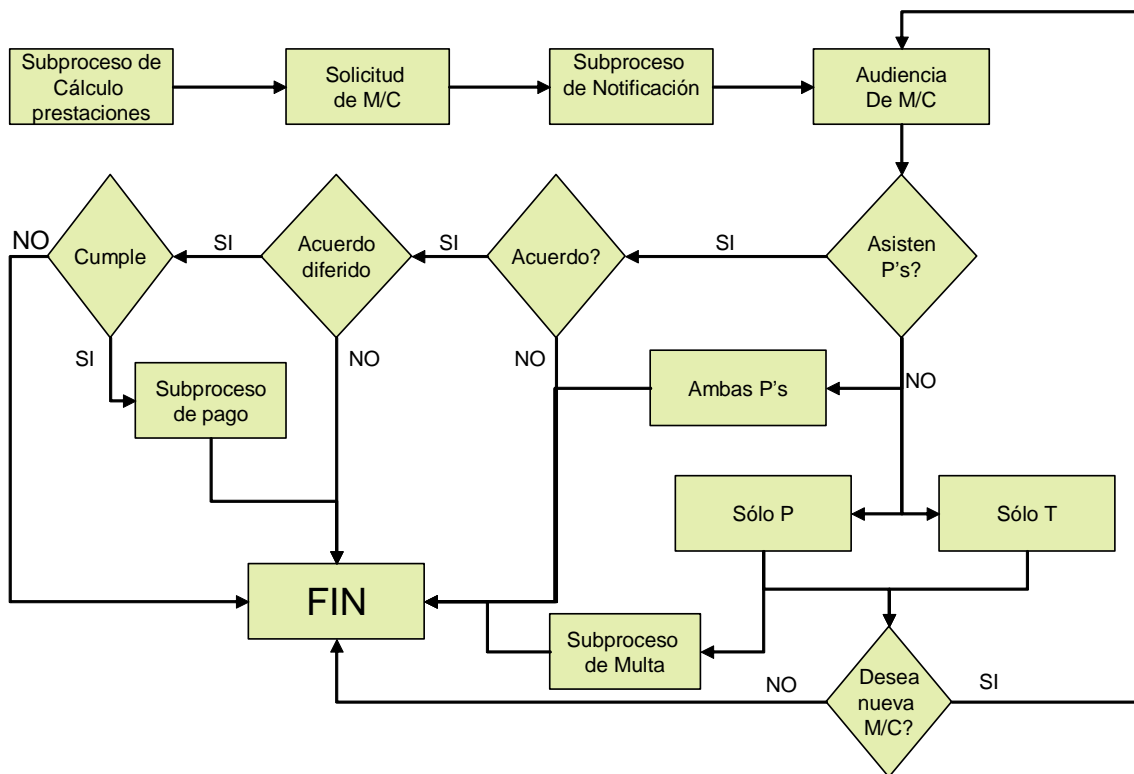 Subproceso de
Cálculo
prestaciones
Solicitud
de M/C
Subproceso
de Notificación
Audiencia
De M/C
NO
Cumple
SI
Acuerdo
diferido
SI
Acuerdo?
SI
Asisten
P's?
SI
NO
NO
NO
Subproceso
de pago
Ambas P's
Sólo P
Sólo T
FIN
Subproceso
de Multa
NO
Desea
nueva
M/C?
SI